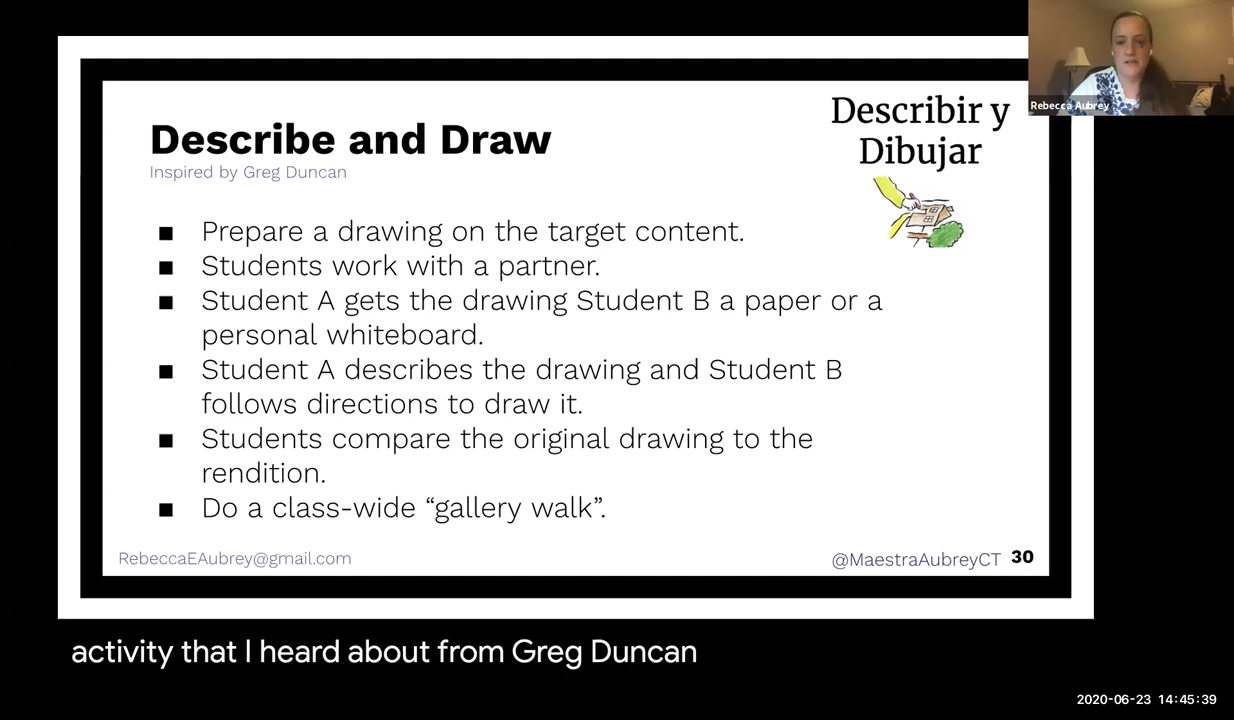 Describir y
Dibujar
Rebecca Aubrey
Describe and Draw
Inspired by Greg Duncan
■ Prepare a drawing on the target content.
■ Students work with a partner.
■ Student A gets the drawing Student B a paper or a
personal whiteboard.
■ Student A describes the drawing and Student B
follows directions to draw it.
■ Students compare the original drawing to the
rendition.
■ Do a class-wide “gallery walk”.
RebeccaEAubrey@gmail.com
@MaestraAubreyCT 30
activity that I heard about from Greg Duncan
2020-06-23 14:45:39